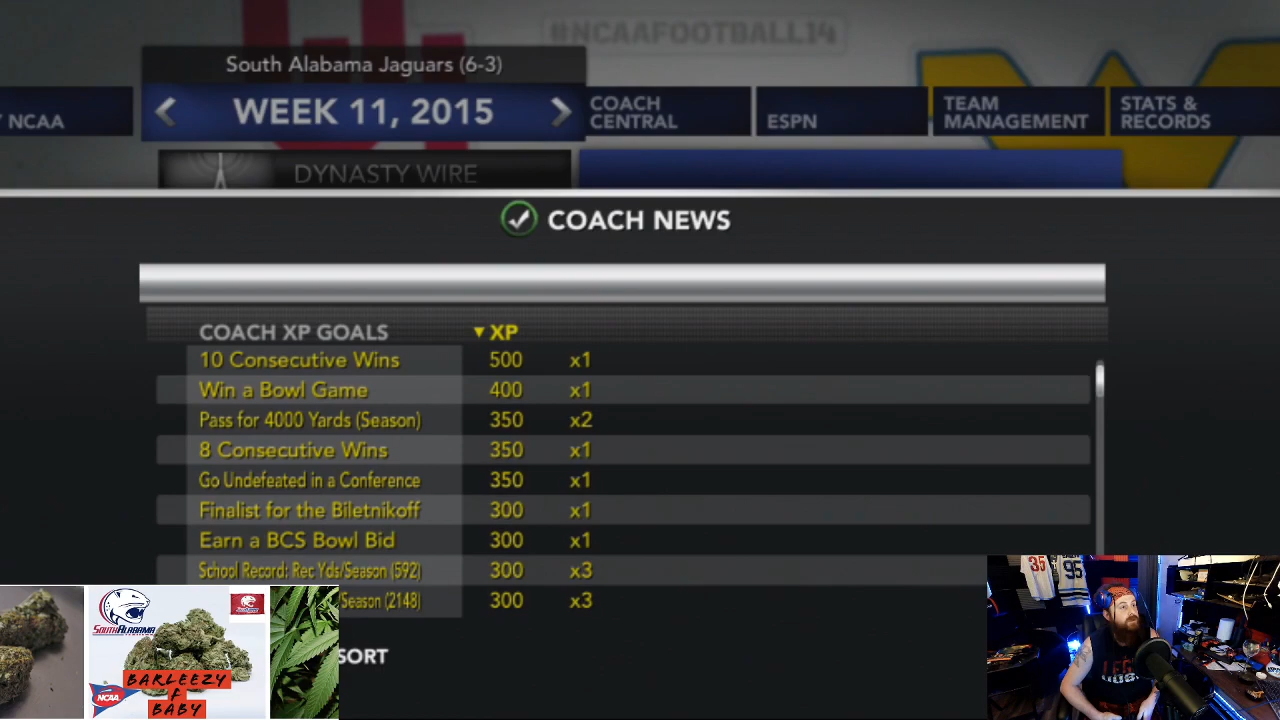 #NCAAFOOTBALL14
South Alabama Jaguars (6-3)
NCAA
WEEK 11, 2015
COACH CENTRAL
ESPN
TEAM MANAGEMENT
STATS & RECORDS
DYNASTY WIRE
COACH NEWS
COACH XP GOALS ▼ XP
10 Consecutive Wins 500 x1
Win a Bowl Game 400 x1
Pass for 4000 Yards (Season) 350 x2
8 Consecutive Wins 350 x1
Go Undefeated in a Conference 350 x1
Finalist for the Biletnikoff 300 x1
Earn a BCS Bowl Bid 300 x1
School Record: Rec Yds/Season (592) 300 x3
/Season (2148) 300 x3
SORT
SOUTH ALABAMA
NCAA
BARLEEZY
F
BABY
35
95